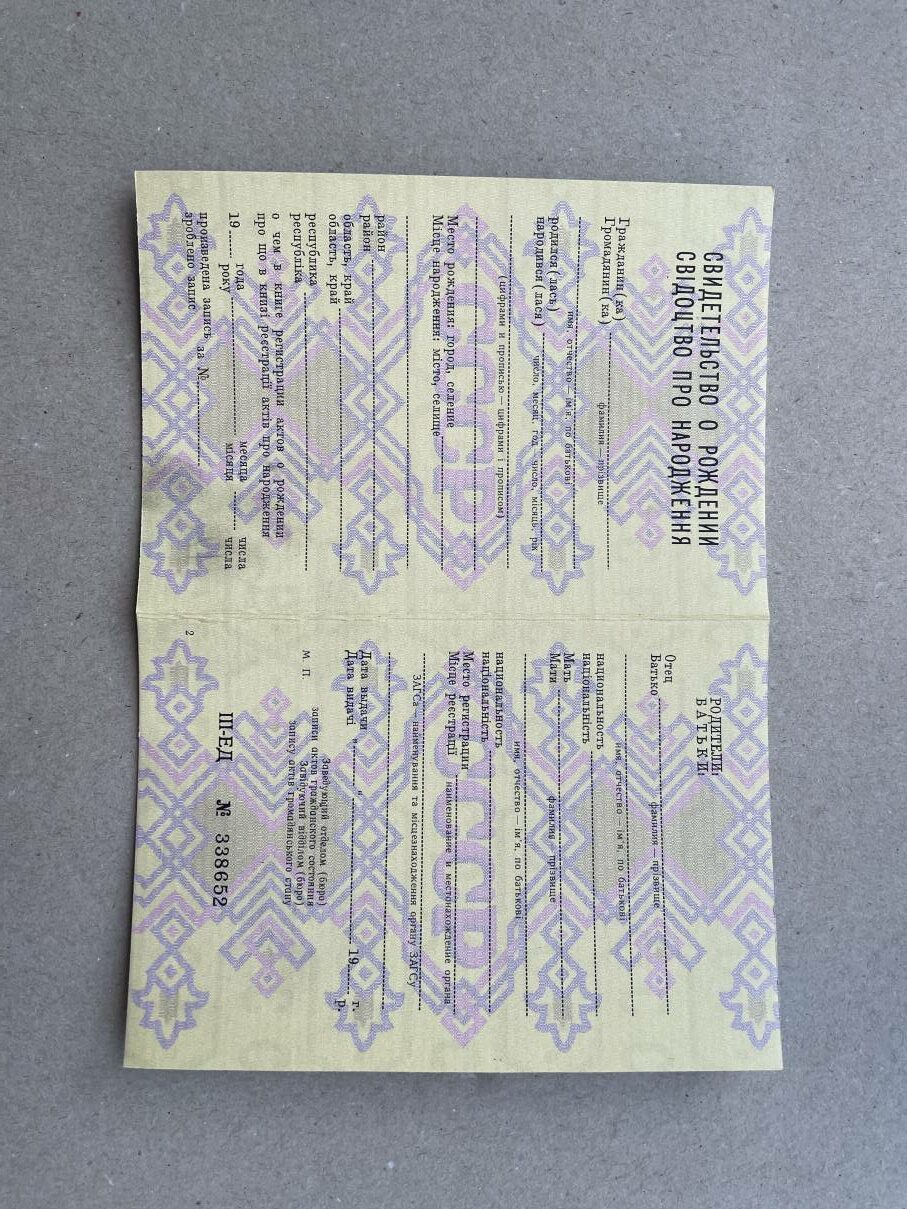 СВИДЕТЕЛЬСТВО О РОЖДЕНИИ
СВІДОЦТВО ПРО НАРОДЖЕННЯ
Гражданин(ка)
Громадянин(ка)
фамилия — прізвище
имя, отчество — ім'я, по батькові
родился(лась)
народився(лася)
число, месяц, год — число, місяць, рік
(цифрами и прописью — цифрами і прописом)
Место рождения: город, селение
Місце народження: місто, селище
район
район
область, край
область, край
республика
республіка
о чем в книге регистрации актов о рождении
про що в книзі реєстрації актів про народження
19 года месяца числа
року місяця числа
произведена запись за №
зроблено запис
2
РОДИТЕЛИ:
БАТЬКИ:
Отец
Батько
фамилия — прізвище
имя, отчество — ім'я, по батькові
национальность
національність
Мать
Мати
фамилия — прізвище
имя, отчество — ім'я, по батькові
национальность
національність
Место регистрации
Місце реєстрації
наименование и местонахождение органа
ЗАГСа — найменування та місцезнаходження органу ЗАГСу
Дата выдачи „ “ 19 г.
Дата видачі р.
М. П.
Заведующий отделом (бюро)
записи актов гражданского состояния
Завідуючий відділом (бюро)
запису актів громадянського стану
III-ЕД № 338652
СССР
СССР